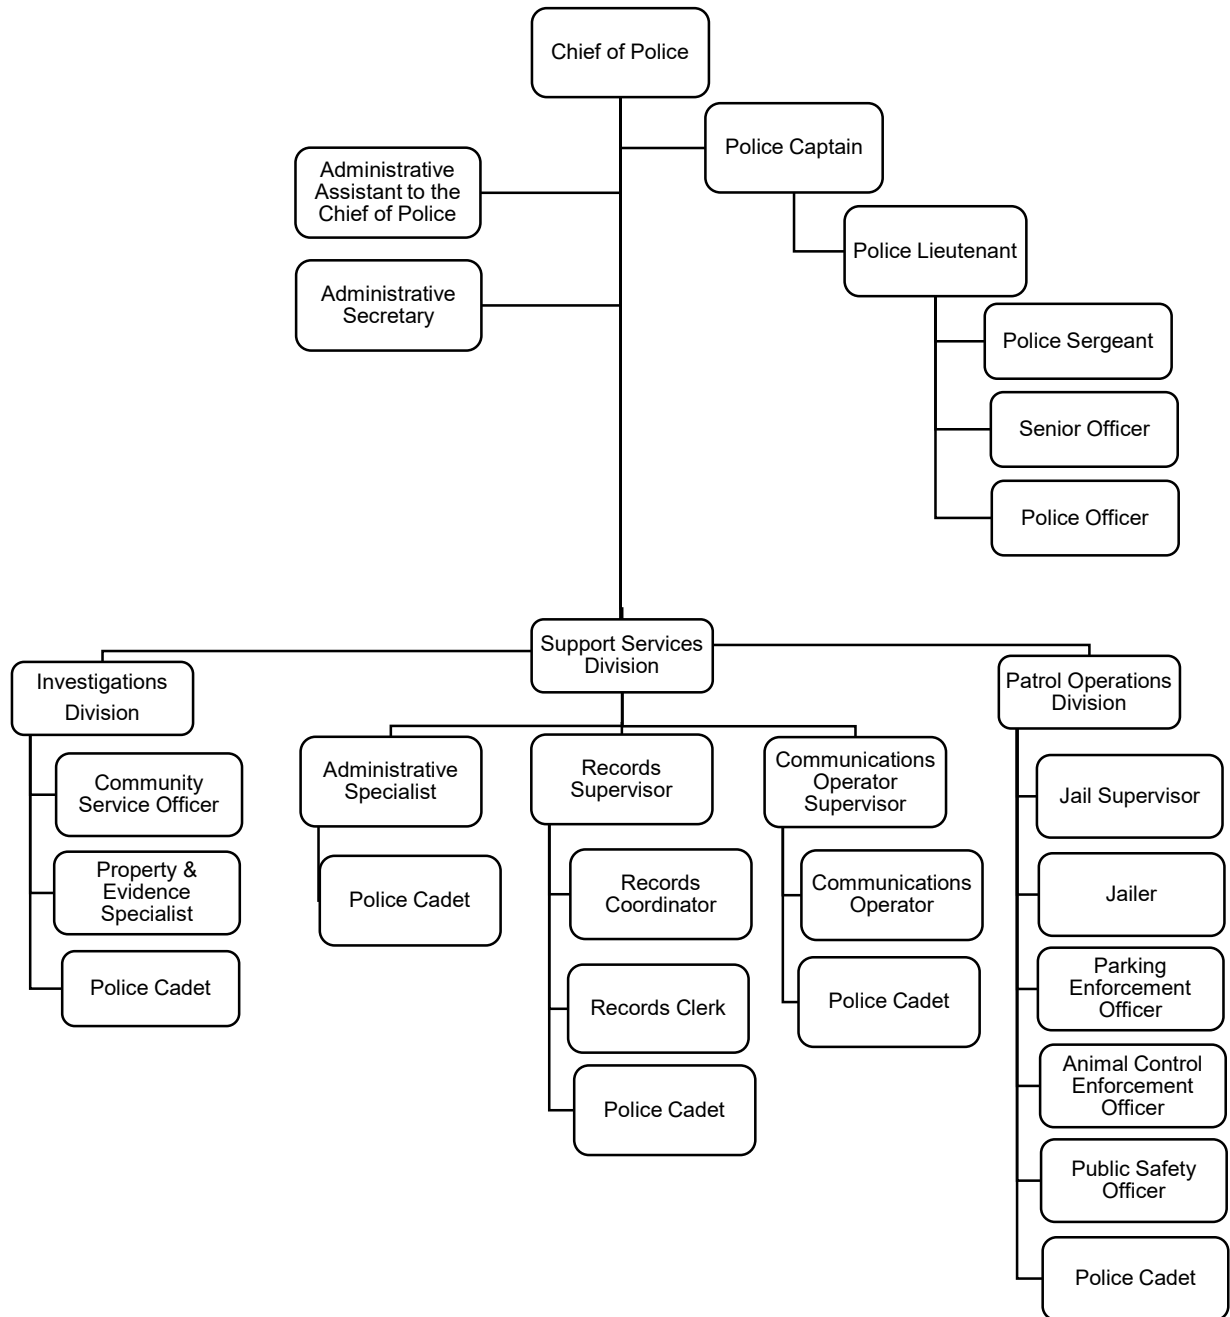 Chief of Police
Police Captain
Administrative
Assistant to the
Chief of Police
Police Lieutenant
Administrative
Secretary
Police Sergeant
Senior Officer
Police Officer
Support Services
Division
Investigations
Division
Community
Service Officer
Property &
Evidence
Specialist
Police Cadet
Administrative
Specialist
Police Cadet
Records
Supervisor
Records
Coordinator
Records Clerk
Police Cadet
Communications
Operator
Supervisor
Communications
Operator
Police Cadet
Patrol Operations
Division
Jail Supervisor
Jailer
Parking
Enforcement
Officer
Animal Control
Enforcement
Officer
Public Safety
Officer
Police Cadet